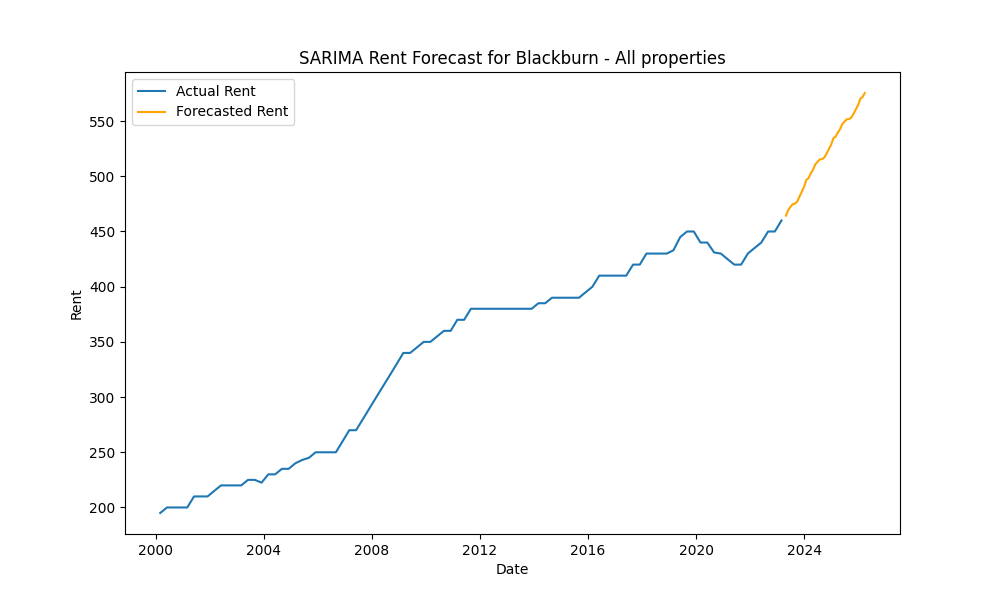 SARIMA Rent Forecast for Blackburn - All properties
Actual Rent
Forecasted Rent
550
500
450
400
350
300
250
200
Rent
2000 2004 2008 2012 2016 2020 2024
Date